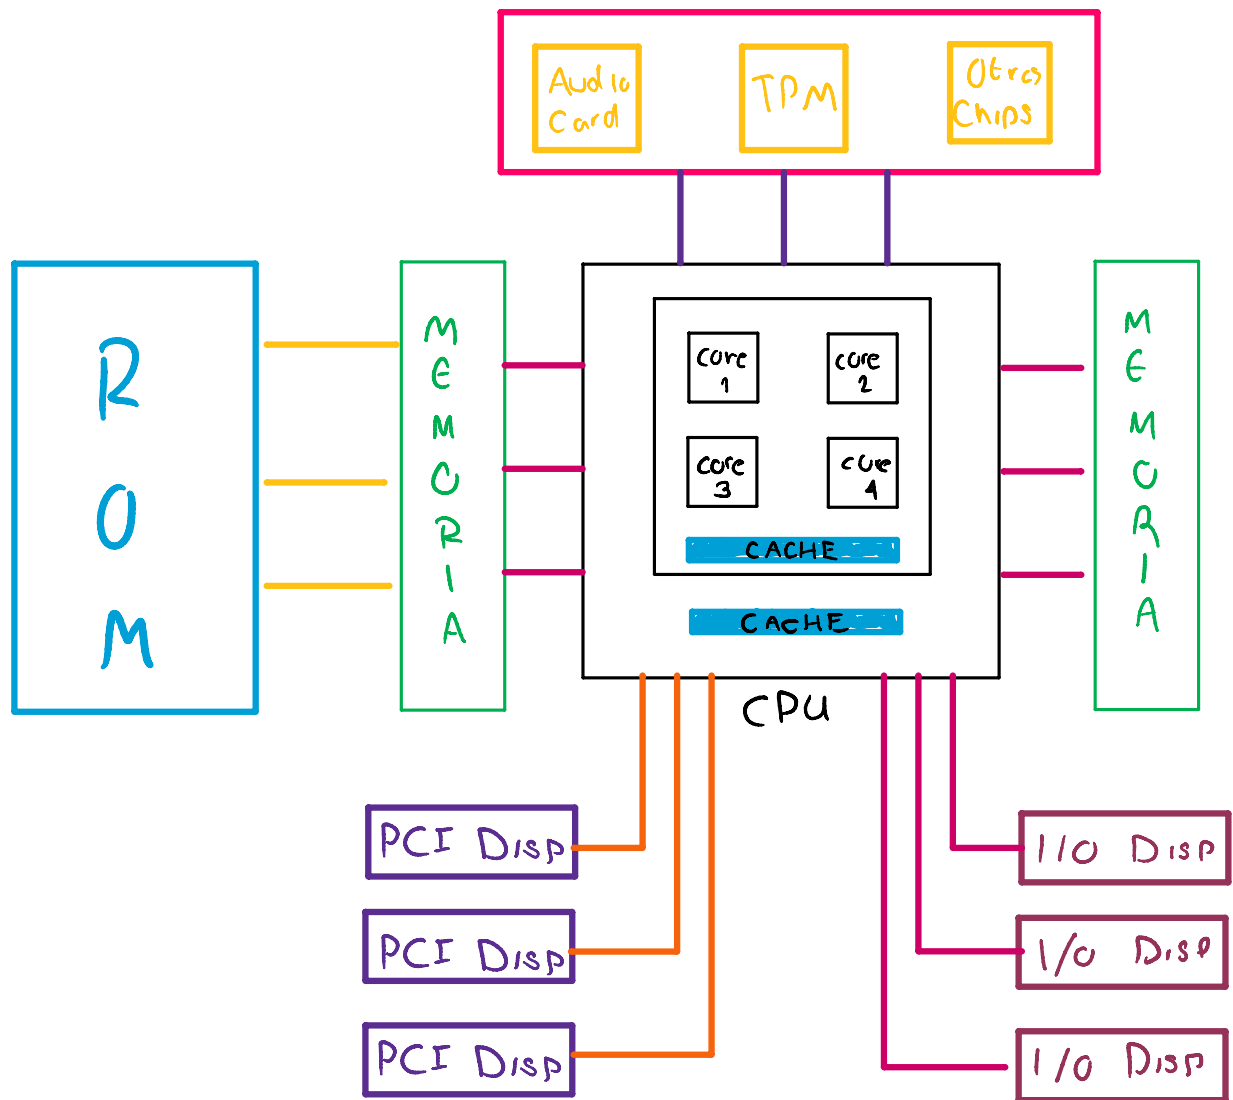 Audio
Card
TPM
Otros
Chips
ROM
MEMORIA
core
1
core
2
core
3
core
4
CACHE
CACHE
CPU
MEMORIA
PCI Disp
PCI Disp
PCI Disp
I/O Disp
I/O Disp
I/O Disp